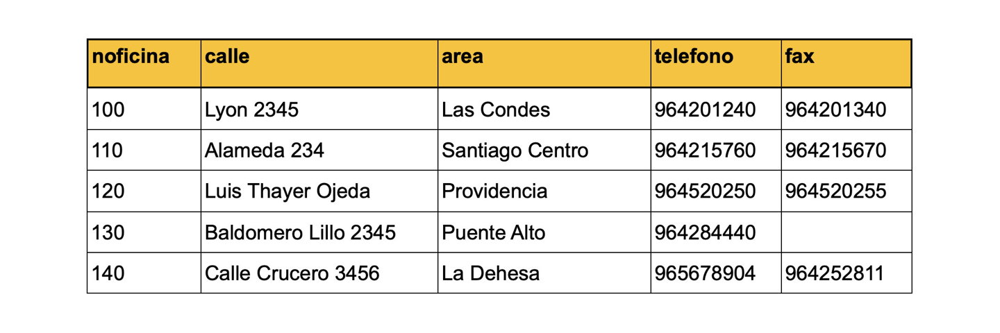 noficina calle area telefono fax
100 Lyon 2345 Las Condes 964201240 964201340
110 Alameda 234 Santiago Centro 964215760 964215670
120 Luis Thayer Ojeda Providencia 964520250 964520255
130 Baldomero Lillo 2345 Puente Alto 964284440
140 Calle Crucero 3456 La Dehesa 965678904 964252811